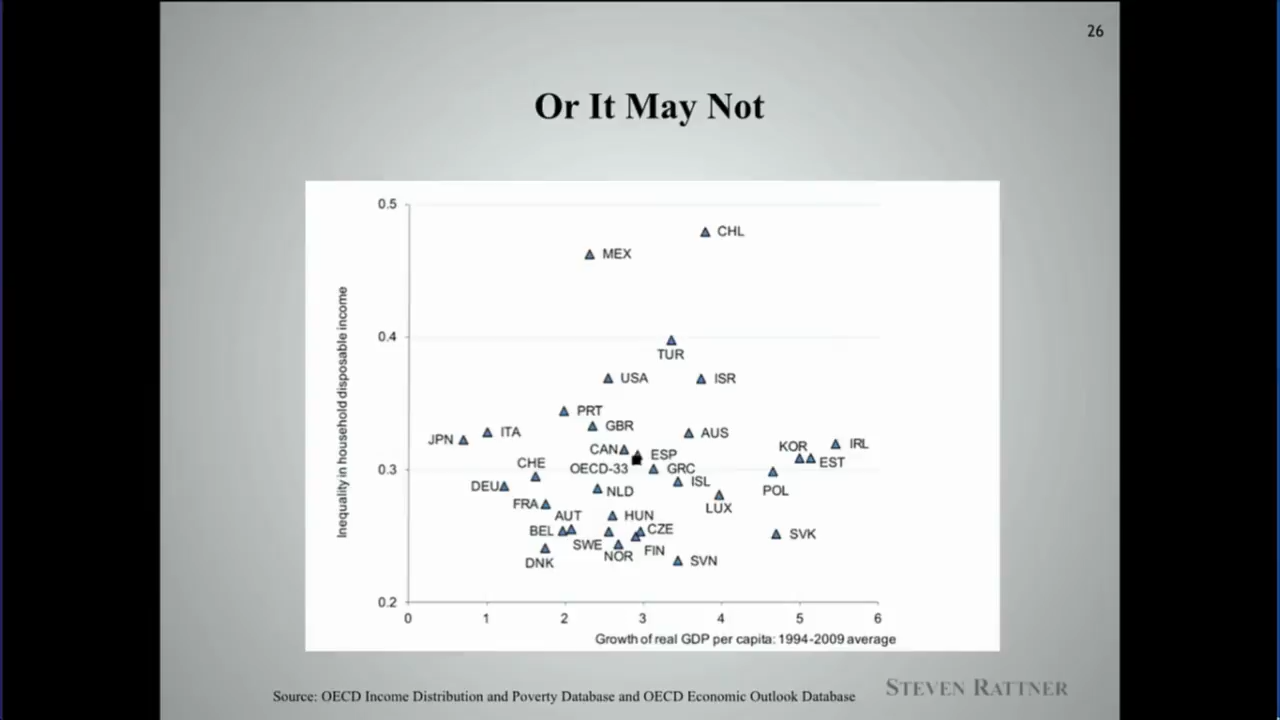 26
Or It May Not
0.5
CHL
MEX
Inequality in household disposable income
0.4
TUR
USA
ISR
PRT
GBR
JPN
ITA
AUS
KOR
IRL
CAN
ESP
EST
CHE
OECD-33
GRC
0.3
DEU
NLD
ISL
POL
FRA
LUX
AUT
HUN
BEL
CZE
SVK
SWE
NOR
FIN
DNK
SVN
0.2
0 1 2 3 4 5 6
Growth of real GDP per capita: 1994-2009 average
Source: OECD Income Distribution and Poverty Database and OECD Economic Outlook Database
STEVEN RATTNER